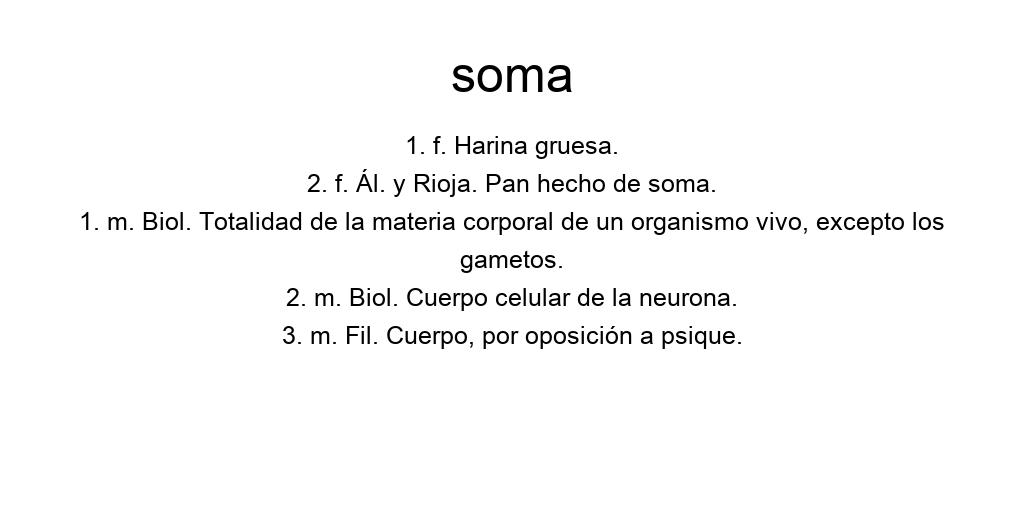 soma
1. f. Harina gruesa.
2. f. Ál. y Rioja. Pan hecho de soma.
1. m. Biol. Totalidad de la materia corporal de un organismo vivo, excepto los
gametos.
2. m. Biol. Cuerpo celular de la neurona.
3. m. Fil. Cuerpo, por oposición a psique.